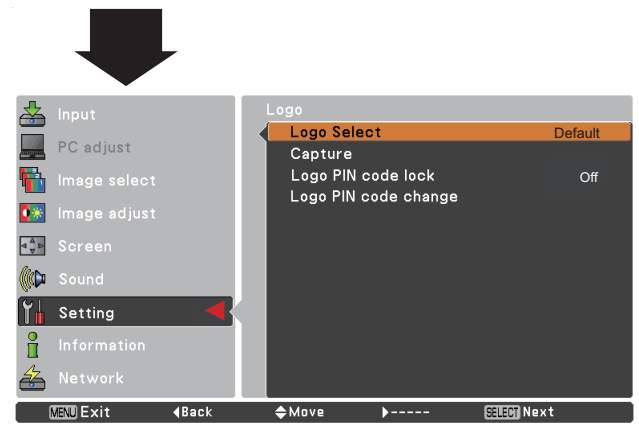 Input
PC adjust
Image select
Image adjust
Screen
Sound
Setting
Information
Network
Logo
Logo Select Default
Capture
Logo PIN code lock Off
Logo PIN code change
MENU Exit Back Move ----- SELECT Next